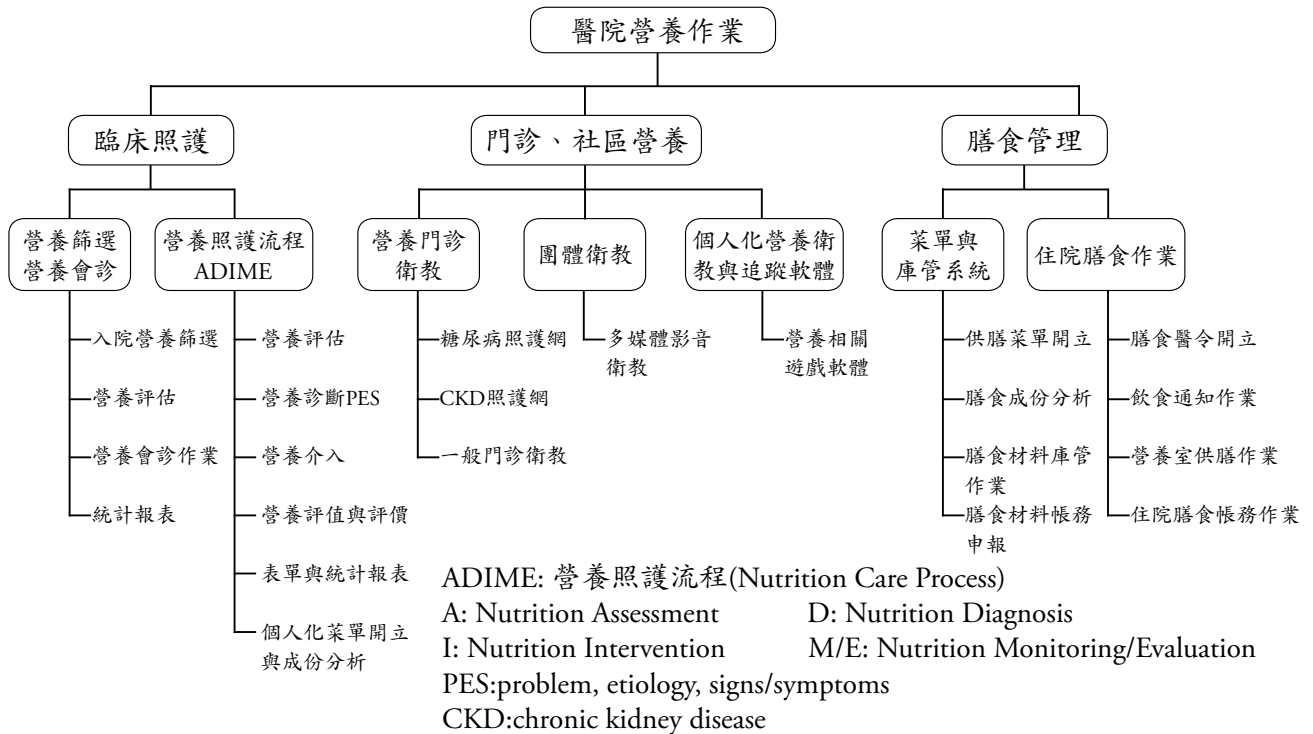 醫院營養作業
臨床照護
門診、社區營養
膳食管理
營養篩選
營養會診
營養照護流程
ADIME
營養門診
衛教
團體衛教
個人化營養衛
教與追蹤軟體
菜單與
庫管系統
住院膳食作業
入院營養篩選
營養評估
營養會診作業
統計報表
營養評估
營養診斷PES
營養介入
營養評值與評價
表單與統計報表
個人化菜單開立
與成份分析
糖尿病照護網
CKD照護網
一般門診衛教
多媒體影音
衛教
營養相關
遊戲軟體
供膳菜單開立
膳食成份分析
膳食材料庫管
作業
膳食材料帳務
申報
膳食醫令開立
飲食通知作業
營養室供膳作業
住院膳食帳務作業
ADIME: 營養照護流程(Nutrition Care Process)
A: Nutrition Assessment D: Nutrition Diagnosis
I: Nutrition Intervention M/E: Nutrition Monitoring/Evaluation
PES:problem, etiology, signs/symptoms
CKD:chronic kidney disease